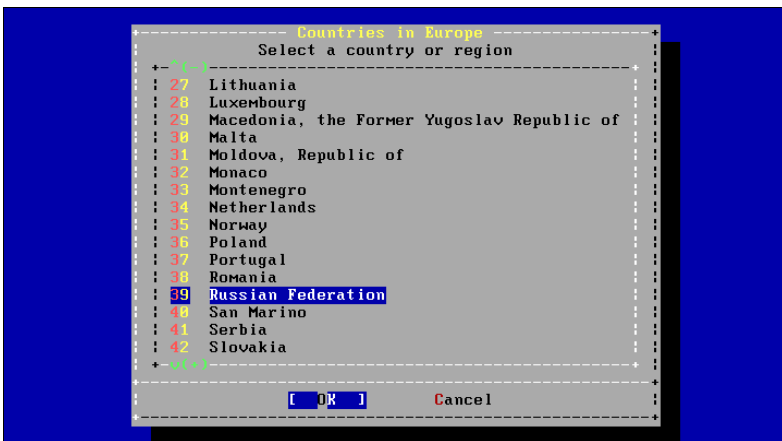 Countries in Europe
Select a country or region
^(-)
27 Lithuania
28 Luxembourg
29 Macedonia, the Former Yugoslav Republic of
30 Malta
31 Moldova, Republic of
32 Monaco
33 Montenegro
34 Netherlands
35 Norway
36 Poland
37 Portugal
38 Romania
39 Russian Federation
40 San Marino
41 Serbia
42 Slovakia
v(+)
[ OK ] Cancel